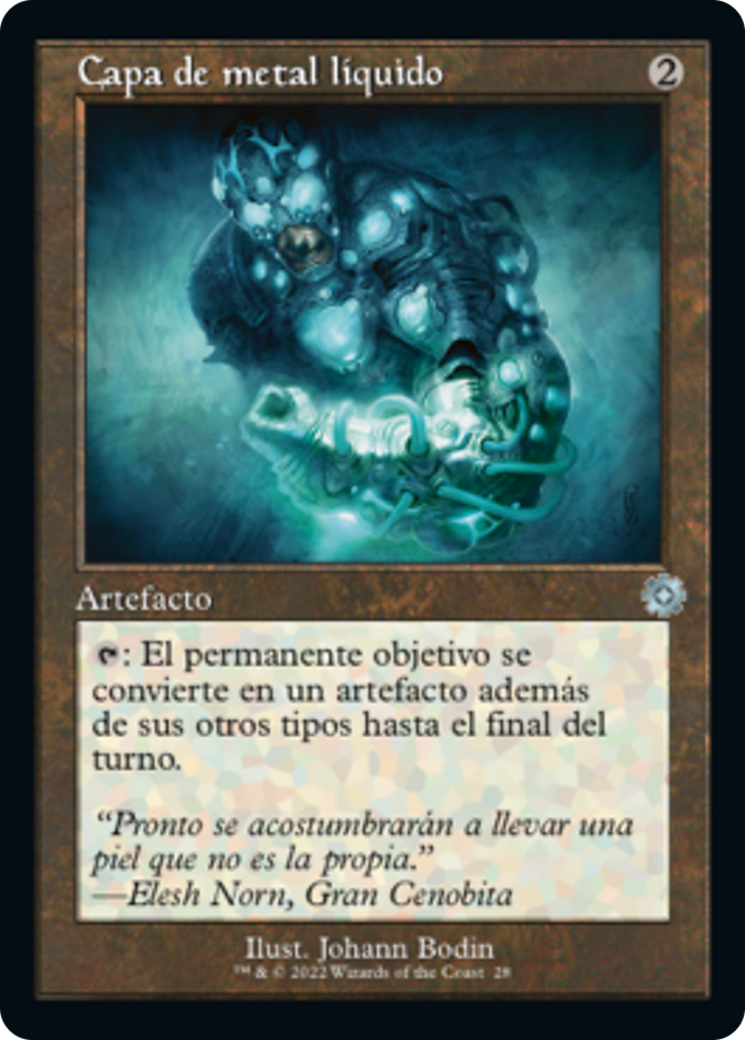 Capa de metal líquido 2
Artefacto
: El permanente objetivo se
convierte en un artefacto además
de sus otros tipos hasta el final del
turno.
“Pronto se acostumbrarán a llevar una
piel que no es la propia.”
—Elesh Norn, Gran Cenobita
Ilust. Johann Bodin
™ & © 2022 Wizards of the Coast 28